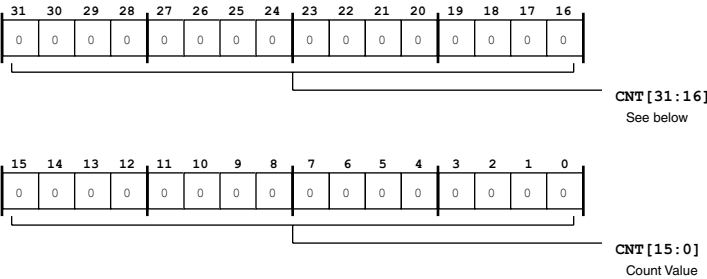 31 30 29 28 27 26 25 24 23 22 21 20 19 18 17 16
0 0 0 0 0 0 0 0 0 0 0 0 0 0 0 0
CNT[31:16]
See below
15 14 13 12 11 10 9 8 7 6 5 4 3 2 1 0
0 0 0 0 0 0 0 0 0 0 0 0 0 0 0 0
CNT[15:0]
Count Value